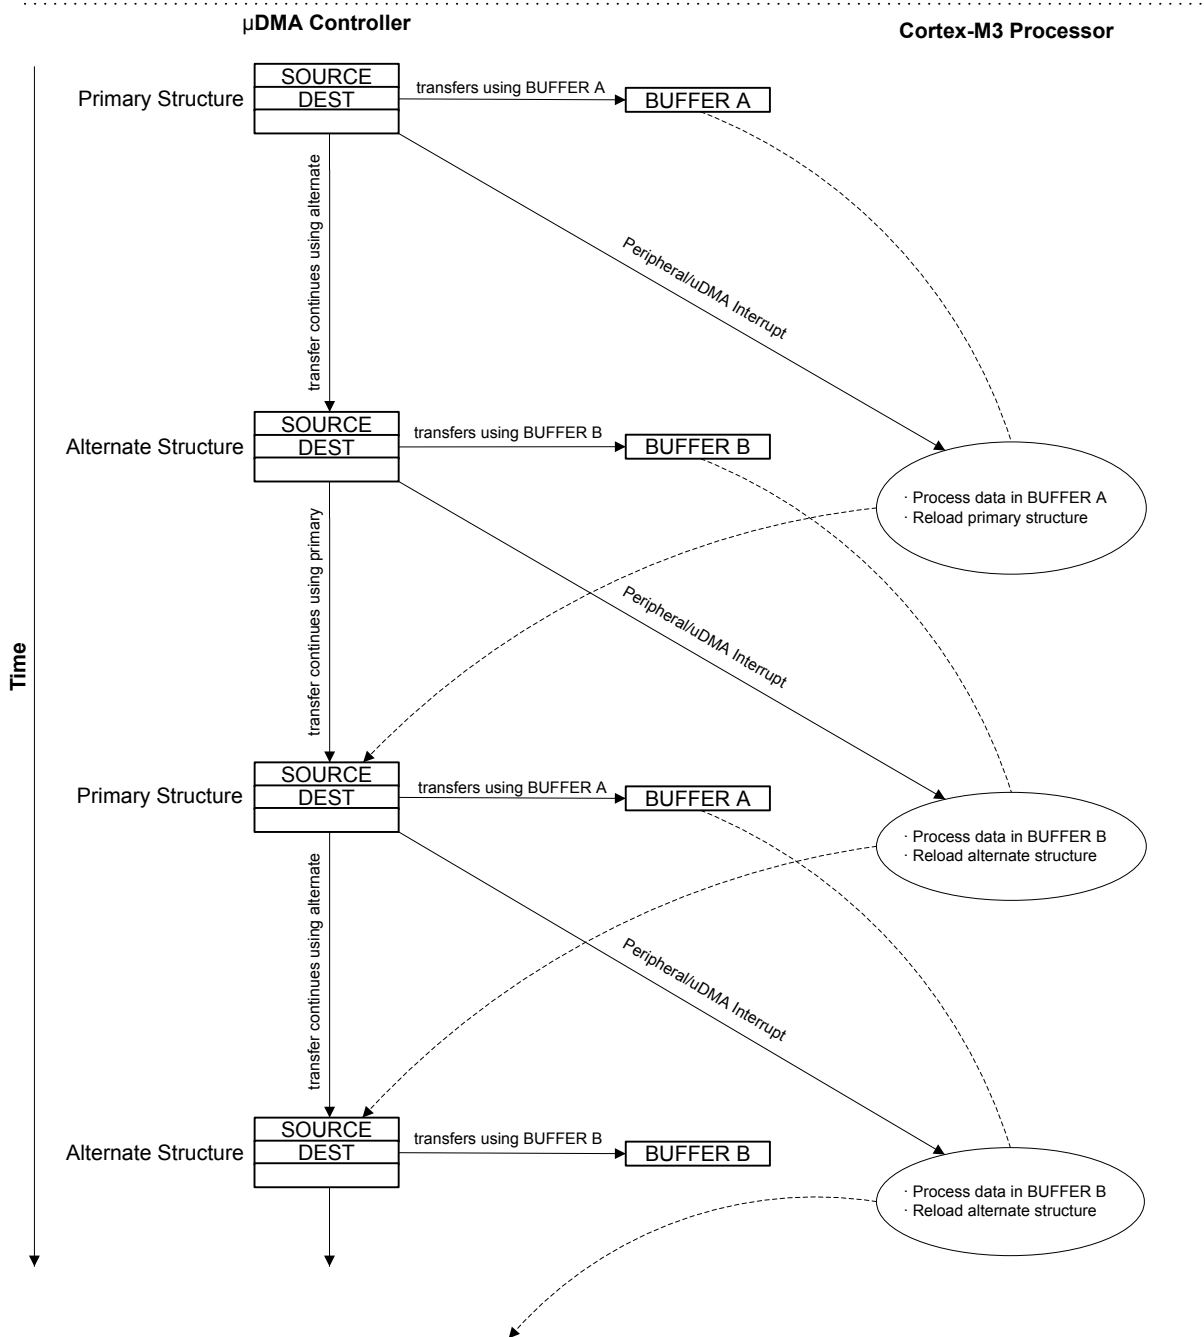 µDMA Controller
Cortex-M3 Processor
Time
Primary Structure
SOURCE
DEST
transfers using BUFFER A
BUFFER A
transfer continues using alternate
Peripheral/uDMA Interrupt
Alternate Structure
SOURCE
DEST
transfers using BUFFER B
BUFFER B
· Process data in BUFFER A
· Reload primary structure
transfer continues using primary
Peripheral/uDMA Interrupt
Primary Structure
SOURCE
DEST
transfers using BUFFER A
BUFFER A
· Process data in BUFFER B
· Reload alternate structure
transfer continues using alternate
Peripheral/uDMA Interrupt
Alternate Structure
SOURCE
DEST
transfers using BUFFER B
BUFFER B
· Process data in BUFFER B
· Reload alternate structure